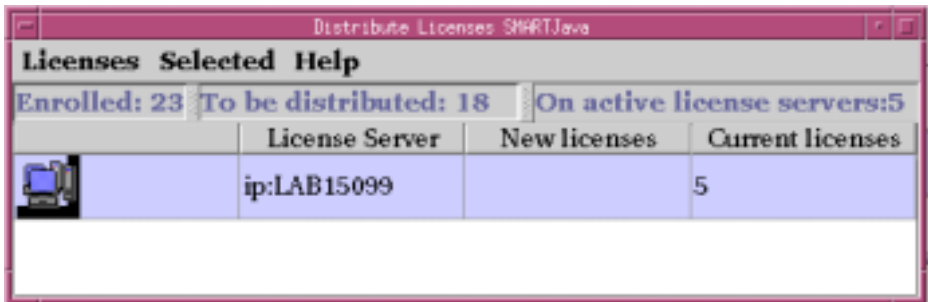 Distribute Licenses SMARTJava
Licenses Selected Help
Enrolled: 23 To be distributed: 18 On active license servers:5
License Server New licenses Current licenses
ip:LAB15099 5